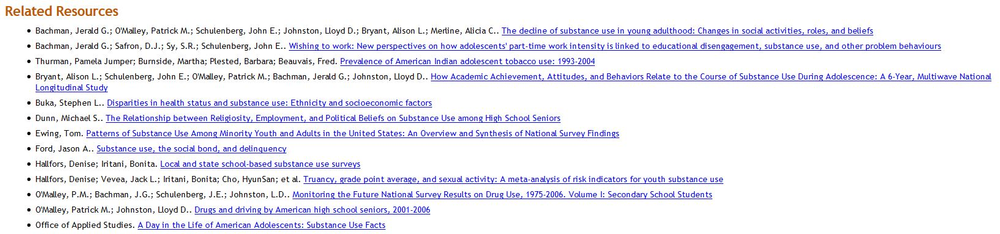 Related Resources
• Bachman, Jerald G.; O'Malley, Patrick M.; Schulenberg, John E.; Johnston, Lloyd D.; Bryant, Alison L.; Merline, Alicia C.. The decline of substance use in young adulthood: Changes in social activities, roles, and beliefs
• Bachman, Jerald G.; Safron, D.J.; Sy, S.R.; Schulenberg, John E.. Wishing to work: New perspectives on how adolescents' part-time work intensity is linked to educational disengagement, substance use, and other problem behaviours
• Thurman, Pamela Jumper; Burnside, Martha; Plested, Barbara; Beauvais, Fred. Prevalence of American Indian adolescent tobacco use: 1993-2004
• Bryant, Alison L.; Schulenberg, John E.; O'Malley, Patrick M.; Bachman, Jerald G.; Johnston, Lloyd D.. How Academic Achievement, Attitudes, and Behaviors Relate to the Course of Substance Use During Adolescence: A 6-Year, Multiwave National
Longitudinal Study
• Buka, Stephen L.. Disparities in health status and substance use: Ethnicity and socioeconomic factors
• Dunn, Michael S.. The Relationship between Religiosity, Employment, and Political Beliefs on Substance Use among High School Seniors
• Ewing, Tom. Patterns of Substance Use Among Minority Youth and Adults in the United States: An Overview and Synthesis of National Survey Findings
• Ford, Jason A.. Substance use, the social bond, and delinquency
• Hallfors, Denise; Iritani, Bonita. Local and state school-based substance use surveys
• Hallfors, Denise; Vevea, Jack L.; Iritani, Bonita; Cho, HyunSan; et al. Truancy, grade point average, and sexual activity: A meta-analysis of risk indicators for youth substance use
• O'Malley, P.M.; Bachman, J.G.; Schulenberg, J.E.; Johnston, L.D.. Monitoring the Future National Survey Results on Drug Use, 1975-2006. Volume I: Secondary School Students
• O'Malley, Patrick M.; Johnston, Lloyd D.. Drugs and driving by American high school seniors, 2001-2006
• Office of Applied Studies. A Day in the Life of American Adolescents: Substance Use Facts